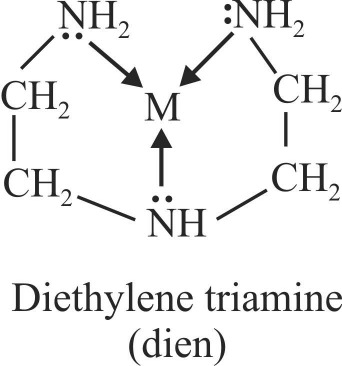 NH₂ :NH₂
CH₂ M CH₂
CH₂ NH CH₂
Diethylene triamine
(dien)